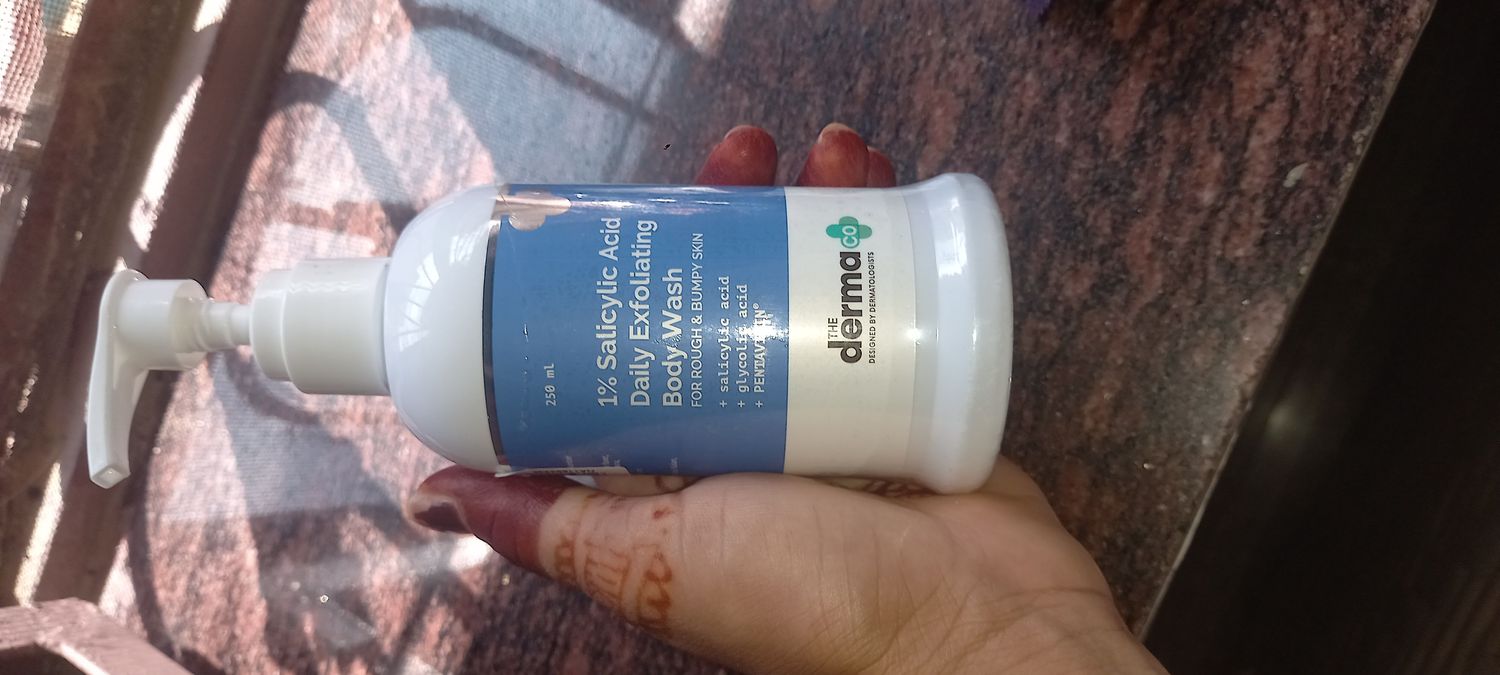 250 ml
1% Salicylic Acid
Daily Exfoliating
Body Wash
FOR ROUGH & BUMPY SKIN
+ salicylic acid
+ glycolic acid
+ PENTAVITIN®
THE
derma co
DESIGNED BY DERMATOLOGISTS